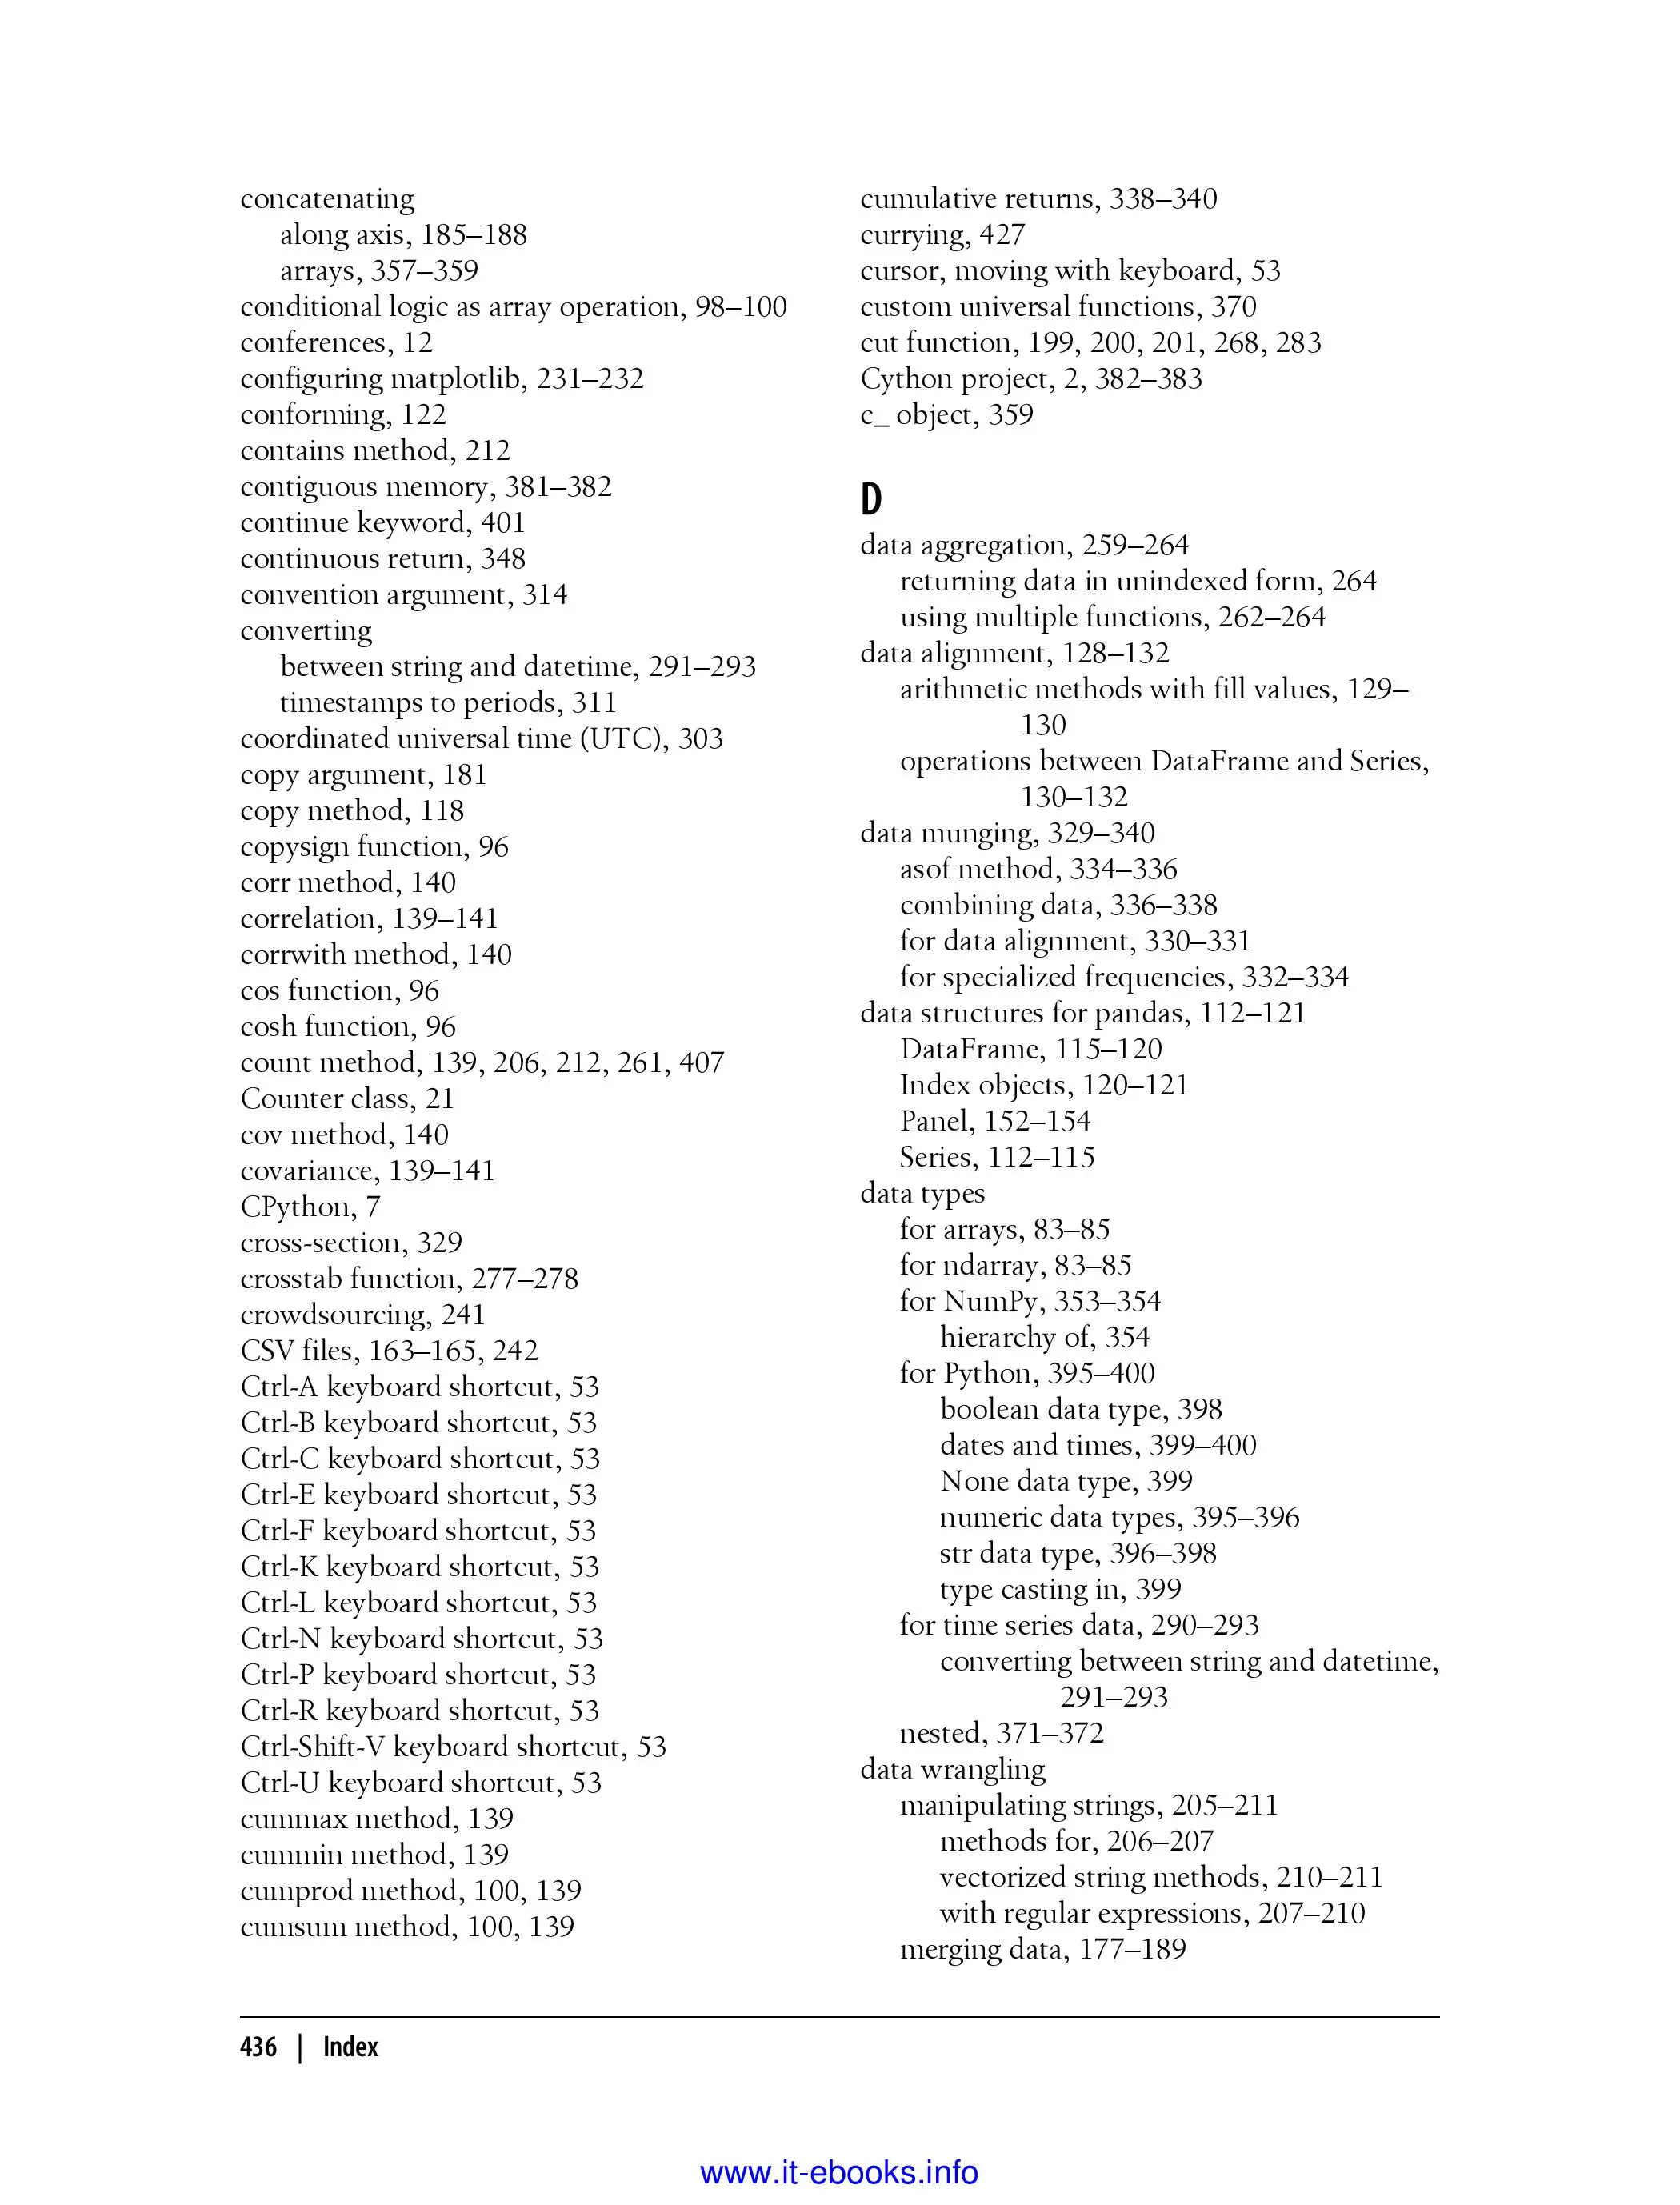 concatenating
along axis, 185–188
arrays, 357–359
conditional logic as array operation, 98–100
conferences, 12
configuring matplotlib, 231–232
conforming, 122
contains method, 212
contiguous memory, 381–382
continue keyword, 401
continuous return, 348
convention argument, 314
converting
between string and datetime, 291–293
timestamps to periods, 311
coordinated universal time (UTC), 303
copy argument, 181
copy method, 118
copysign function, 96
corr method, 140
correlation, 139–141
corrwith method, 140
cos function, 96
cosh function, 96
count method, 139, 206, 212, 261, 407
Counter class, 21
cov method, 140
covariance, 139–141
CPython, 7
cross-section, 329
crosstab function, 277–278
crowdsourcing, 241
CSV files, 163–165, 242
Ctrl-A keyboard shortcut, 53
Ctrl-B keyboard shortcut, 53
Ctrl-C keyboard shortcut, 53
Ctrl-E keyboard shortcut, 53
Ctrl-F keyboard shortcut, 53
Ctrl-K keyboard shortcut, 53
Ctrl-L keyboard shortcut, 53
Ctrl-N keyboard shortcut, 53
Ctrl-P keyboard shortcut, 53
Ctrl-R keyboard shortcut, 53
Ctrl-Shift-V keyboard shortcut, 53
Ctrl-U keyboard shortcut, 53
cummax method, 139
cummin method, 139
cumprod method, 100, 139
cumsum method, 100, 139
cumulative returns, 338–340
currying, 427
cursor, moving with keyboard, 53
custom universal functions, 370
cut function, 199, 200, 201, 268, 283
Cython project, 2, 382–383
c_ object, 359
D
data aggregation, 259–264
returning data in unindexed form, 264
using multiple functions, 262–264
data alignment, 128–132
arithmetic methods with fill values, 129–
130
operations between DataFrame and Series,
130–132
data munging, 329–340
asof method, 334–336
combining data, 336–338
for data alignment, 330–331
for specialized frequencies, 332–334
data structures for pandas, 112–121
DataFrame, 115–120
Index objects, 120–121
Panel, 152–154
Series, 112–115
data types
for arrays, 83–85
for ndarray, 83–85
for NumPy, 353–354
hierarchy of, 354
for Python, 395–400
boolean data type, 398
dates and times, 399–400
None data type, 399
numeric data types, 395–396
str data type, 396–398
type casting in, 399
for time series data, 290–293
converting between string and datetime,
291–293
nested, 371–372
data wrangling
manipulating strings, 205–211
methods for, 206–207
vectorized string methods, 210–211
with regular expressions, 207–210
merging data, 177–189
436 | Index
www.it-ebooks.info